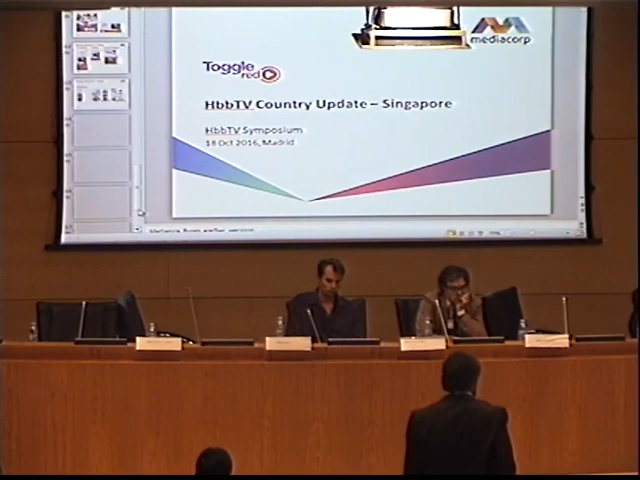 mediacorp
Toggle
red
HbbTV Country Update – Singapore
HbbTV Symposium
18 Oct 2016, Madrid